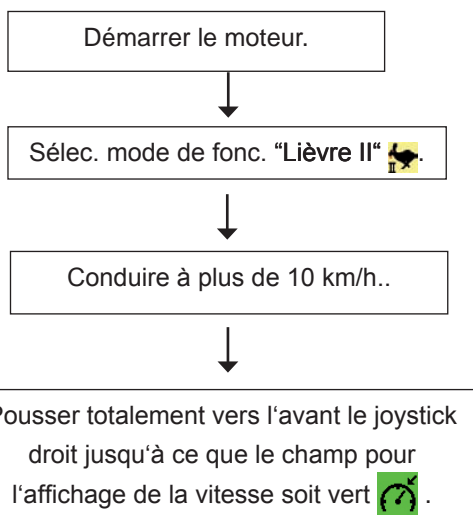 Démarrer le moteur.
Sélec. mode de fonc. “Lièvre II“ II.
Conduire à plus de 10 km/h..
Pousser totalement vers l‘avant le joystick
droit jusqu‘à ce que le champ pour
l‘affichage de la vitesse soit vert .